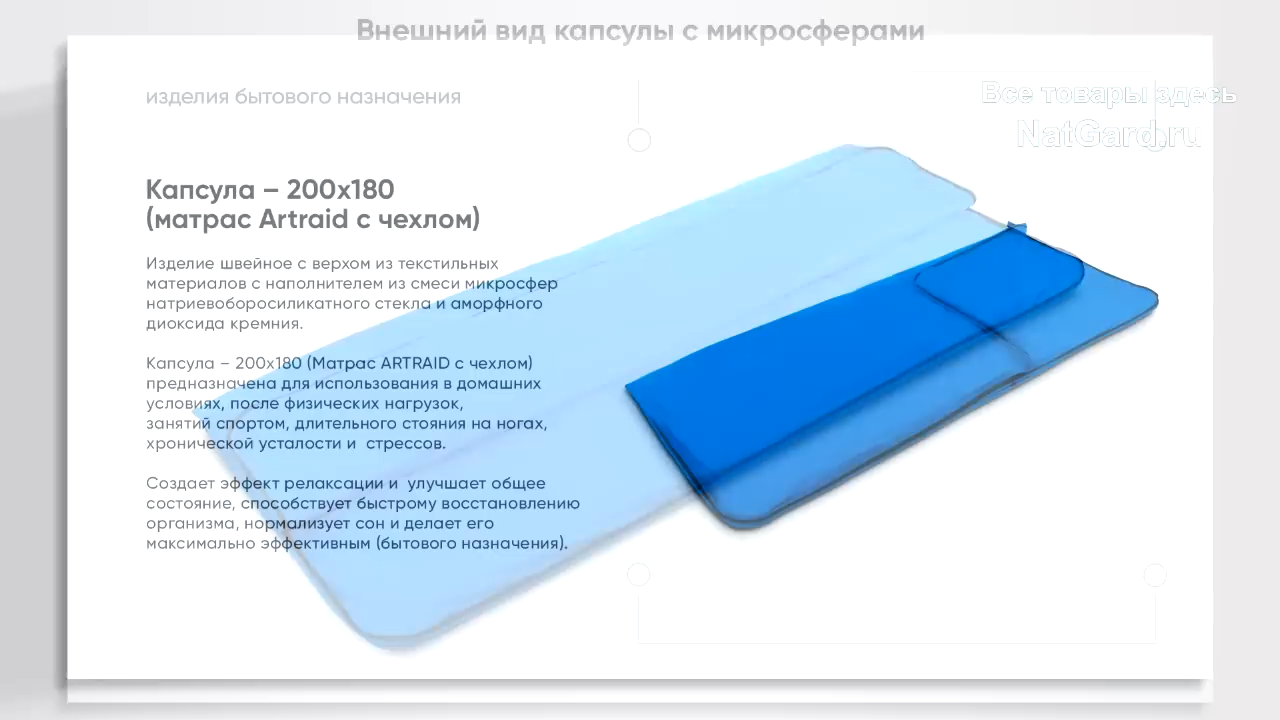 Внешний вид капсулы с микросферами
изделия бытового назначения
Все товары здесь
NatGard.ru
Капсула – 200х180
(матрас Artraid с чехлом)
Изделие швейное с верхом из текстильных
материалов с наполнителем из смеси микросфер
натриевоборосиликатного стекла и аморфного
диоксида кремния.
Капсула – 200х180 (Матрас ARTRAID с чехлом)
предназначена для использования в домашних
условиях, после физических нагрузок,
занятий спортом, длительного стояния на ногах,
хронической усталости и стрессов.
Создает эффект релаксации и улучшает общее
состояние, способствует быстрому восстановлению
организма, нормализует сон и делает его
максимально эффективным (бытового назначения).